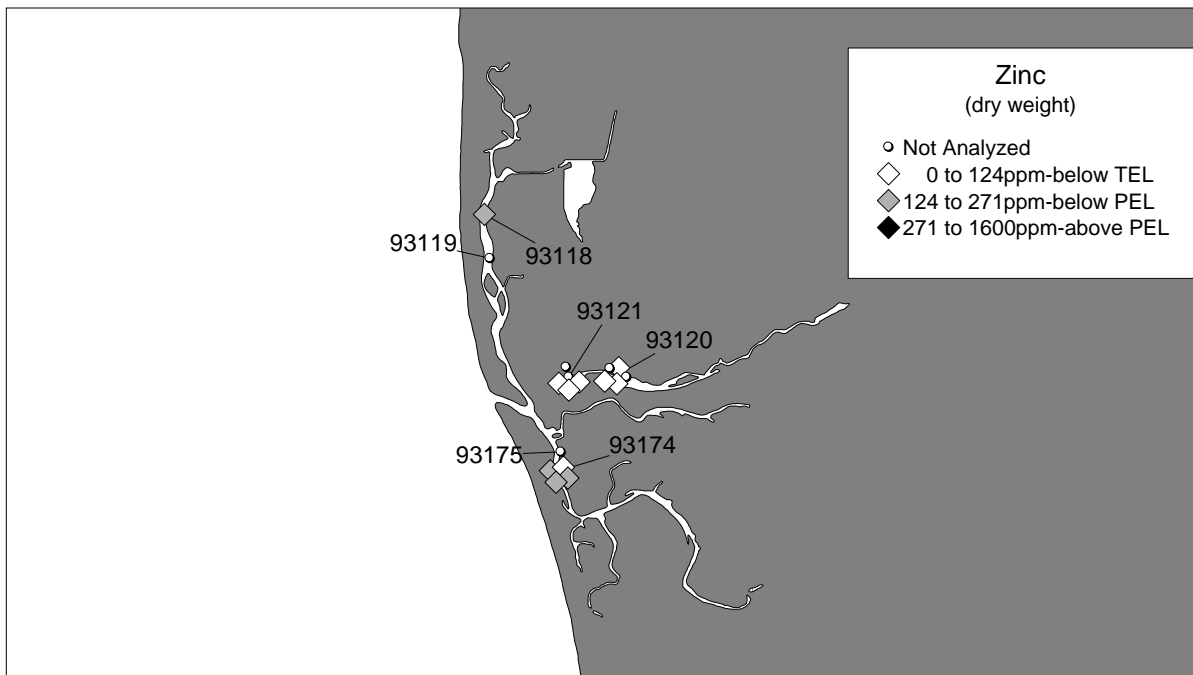 Zinc
(dry weight)
Not Analyzed
0 to 124ppm-below TEL
124 to 271ppm-below PEL
271 to 1600ppm-above PEL
93119
93118
93121
93120
93175
93174